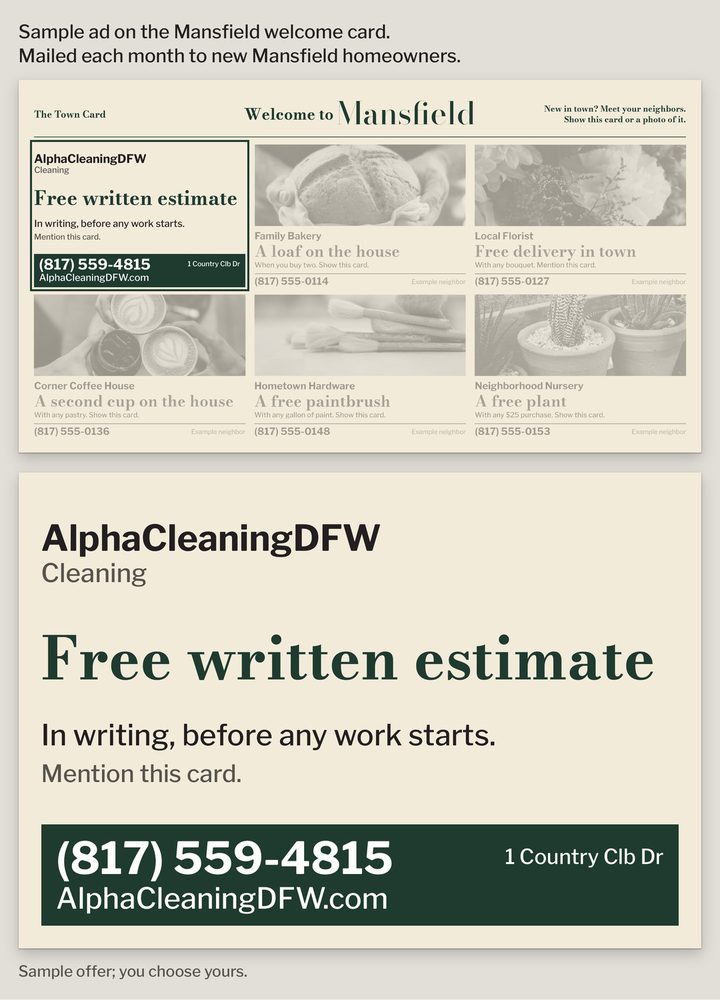 Sample ad on the Mansfield welcome card.
Mailed each month to new Mansfield homeowners.
The Town Card
Welcome to Mansfield
New in town? Meet your neighbors.
Show this card or a photo of it.
AlphaCleaningDFW
Cleaning
Free written estimate
In writing, before any work starts.
Mention this card.
(817) 559-4815
1 Country Clb Dr
AlphaCleaningDFW.com
Family Bakery
A loaf on the house
When you buy two. Show this card.
(817) 555-0114
Example neighbor
Local Florist
Free delivery in town
With any bouquet. Mention this card.
(817) 555-0127
Example neighbor
Corner Coffee House
A second cup on the house
With any pastry. Show this card.
(817) 555-0136
Example neighbor
Hometown Hardware
A free paintbrush
With any gallon of paint. Show this card.
(817) 555-0148
Example neighbor
Neighborhood Nursery
A free plant
With any $25 purchase. Show this card.
(817) 555-0153
Example neighbor
AlphaCleaningDFW
Cleaning
Free written estimate
In writing, before any work starts.
Mention this card.
(817) 559-4815
1 Country Clb Dr
AlphaCleaningDFW.com
Sample offer; you choose yours.